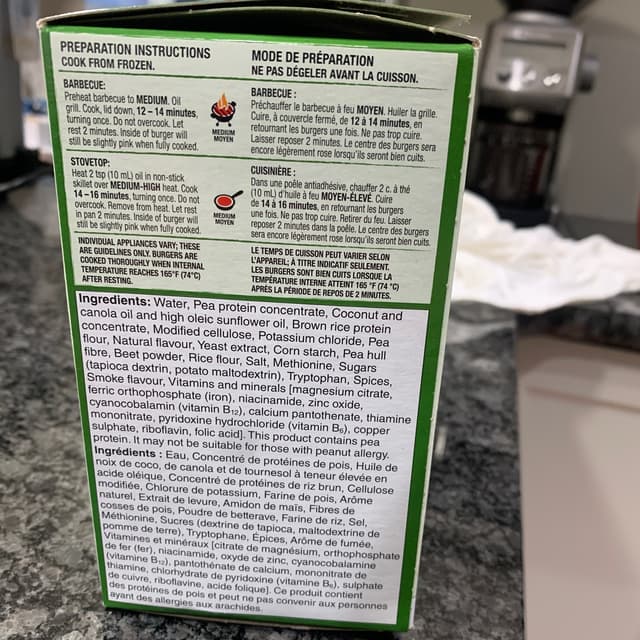 PREPARATION INSTRUCTIONS
COOK FROM FROZEN.
BARBECUE:
Preheat barbecue to MEDIUM. Oil
grill. Cook, lid down, 12 – 14 minutes,
turning once. Do not overcook. Let
rest 2 minutes. Inside of burger will
still be slightly pink when fully cooked.
MEDIUM
MOYEN
STOVETOP:
Heat 2 tsp (10 mL) oil in non-stick
skillet over MEDIUM-HIGH heat. Cook
14 – 16 minutes, turning once. Do not
overcook. Remove from heat. Let rest
in pan 2 minutes. Inside of burger will
still be slightly pink when fully cooked.
MEDIUM
MOYEN
INDIVIDUAL APPLIANCES VARY; THESE
ARE GUIDELINES ONLY. BURGERS ARE
COOKED THOROUGHLY WHEN INTERNAL
TEMPERATURE REACHES 165°F (74°C)
AFTER RESTING.
MODE DE PRÉPARATION
NE PAS DÉGELER AVANT LA CUISSON.
BARBECUE :
Préchauffer le barbecue à feu MOYEN. Huiler la grille.
Cuire, à couvercle fermé, de 12 à 14 minutes, en
retournant les burgers une fois. Ne pas trop cuire.
Laisser reposer 2 minutes. Le centre des burgers sera
encore légèrement rose lorsqu'ils seront bien cuits.
CUISINIÈRE :
Dans une poêle antiadhésive, chauffer 2 c. à thé
(10 mL) d'huile à feu MOYEN-ÉLEVÉ. Cuire
de 14 à 16 minutes, en retournant les burgers
une fois. Ne pas trop cuire. Retirer du feu. Laisser
reposer 2 minutes dans la poêle. Le centre des burgers
sera encore légèrement rose lorsqu'ils seront bien cuits.
LE TEMPS DE CUISSON PEUT VARIER SELON
L'APPAREIL; À TITRE INDICATIF SEULEMENT.
LES BURGERS SONT BIEN CUITS LORSQUE LA
TEMPÉRATURE INTERNE ATTEINT 165 °F (74 °C)
APRÈS LA PÉRIODE DE REPOS DE 2 MINUTES.
Ingredients: Water, Pea protein concentrate, Coconut and
canola oil and high oleic sunflower oil, Brown rice protein
concentrate, Modified cellulose, Potassium chloride, Pea
flour, Natural flavour, Yeast extract, Corn starch, Pea hull
fibre, Beet powder, Rice flour, Salt, Methionine, Sugars
(tapioca dextrin, potato maltodextrin), Tryptophan, Spices,
Smoke flavour, Vitamins and minerals [magnesium citrate,
ferric orthophosphate (iron), niacinamide, zinc oxide,
cyanocobalamin (vitamin B12), calcium pantothenate, thiamine
mononitrate, pyridoxine hydrochloride (vitamin B6), copper
sulphate, riboflavin, folic acid]. This product contains pea
protein. It may not be suitable for those with peanut allergy.
Ingrédients : Eau, Concentré de protéines de pois, Huile de
noix de coco, de canola et de tournesol à teneur élevée en
acide oléique, Concentré de protéines de riz brun, Cellulose
modifiée, Chlorure de potassium, Farine de pois, Arôme
naturel, Extrait de levure, Amidon de maïs, Fibres de
cosses de pois, Poudre de betterave, Farine de riz, Sel,
Méthionine, Sucres (dextrine de tapioca, maltodextrine de
pomme de terre), Tryptophane, Épices, Arôme de fumée,
Vitamines et minéraux [citrate de magnésium, orthophosphate
de fer (fer), niacinamide, oxyde de zinc, cyanocobalamine
(vitamine B12), pantothénate de calcium, mononitrate de
thiamine, chlorhydrate de pyridoxine (vitamine B6), sulphate
de cuivre, riboflavine, acide folique]. Ce produit contient
des protéines de pois et peut ne pas convenir aux personnes
ayant des allergies aux arachides.